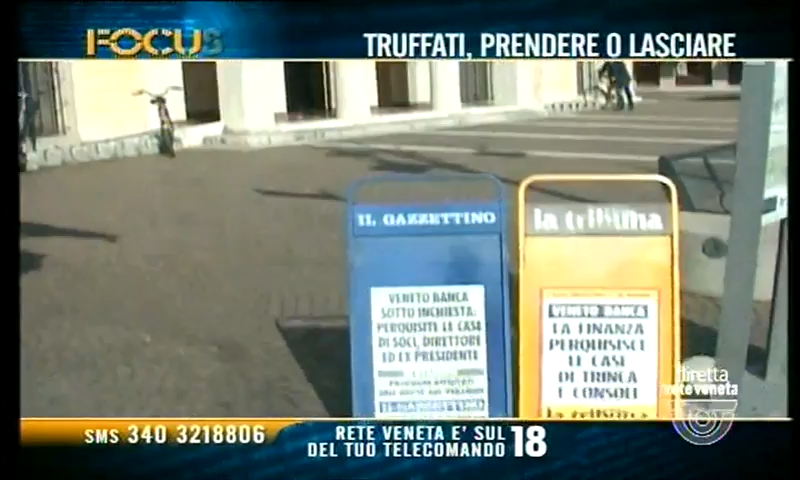 FOCUS
TRUFFATI, PRENDERE O LASCIARE
IL GAZZETTINO
VENETO BANCA
SOTTO INCHIESTA:
PERQUISITE LE CASE
DI SOCI, DIRETTORE
ED EX PRESIDENTE
la tribuna
VENETO BANCA
LA FINANZA
PERQUISISCE
LE CASE
DI TRINCA
E CONSOLI
la tribuna
diretta
rete veneta
SMS 340 3218806
RETE VENETA E' SUL
DEL TUO TELECOMANDO 18